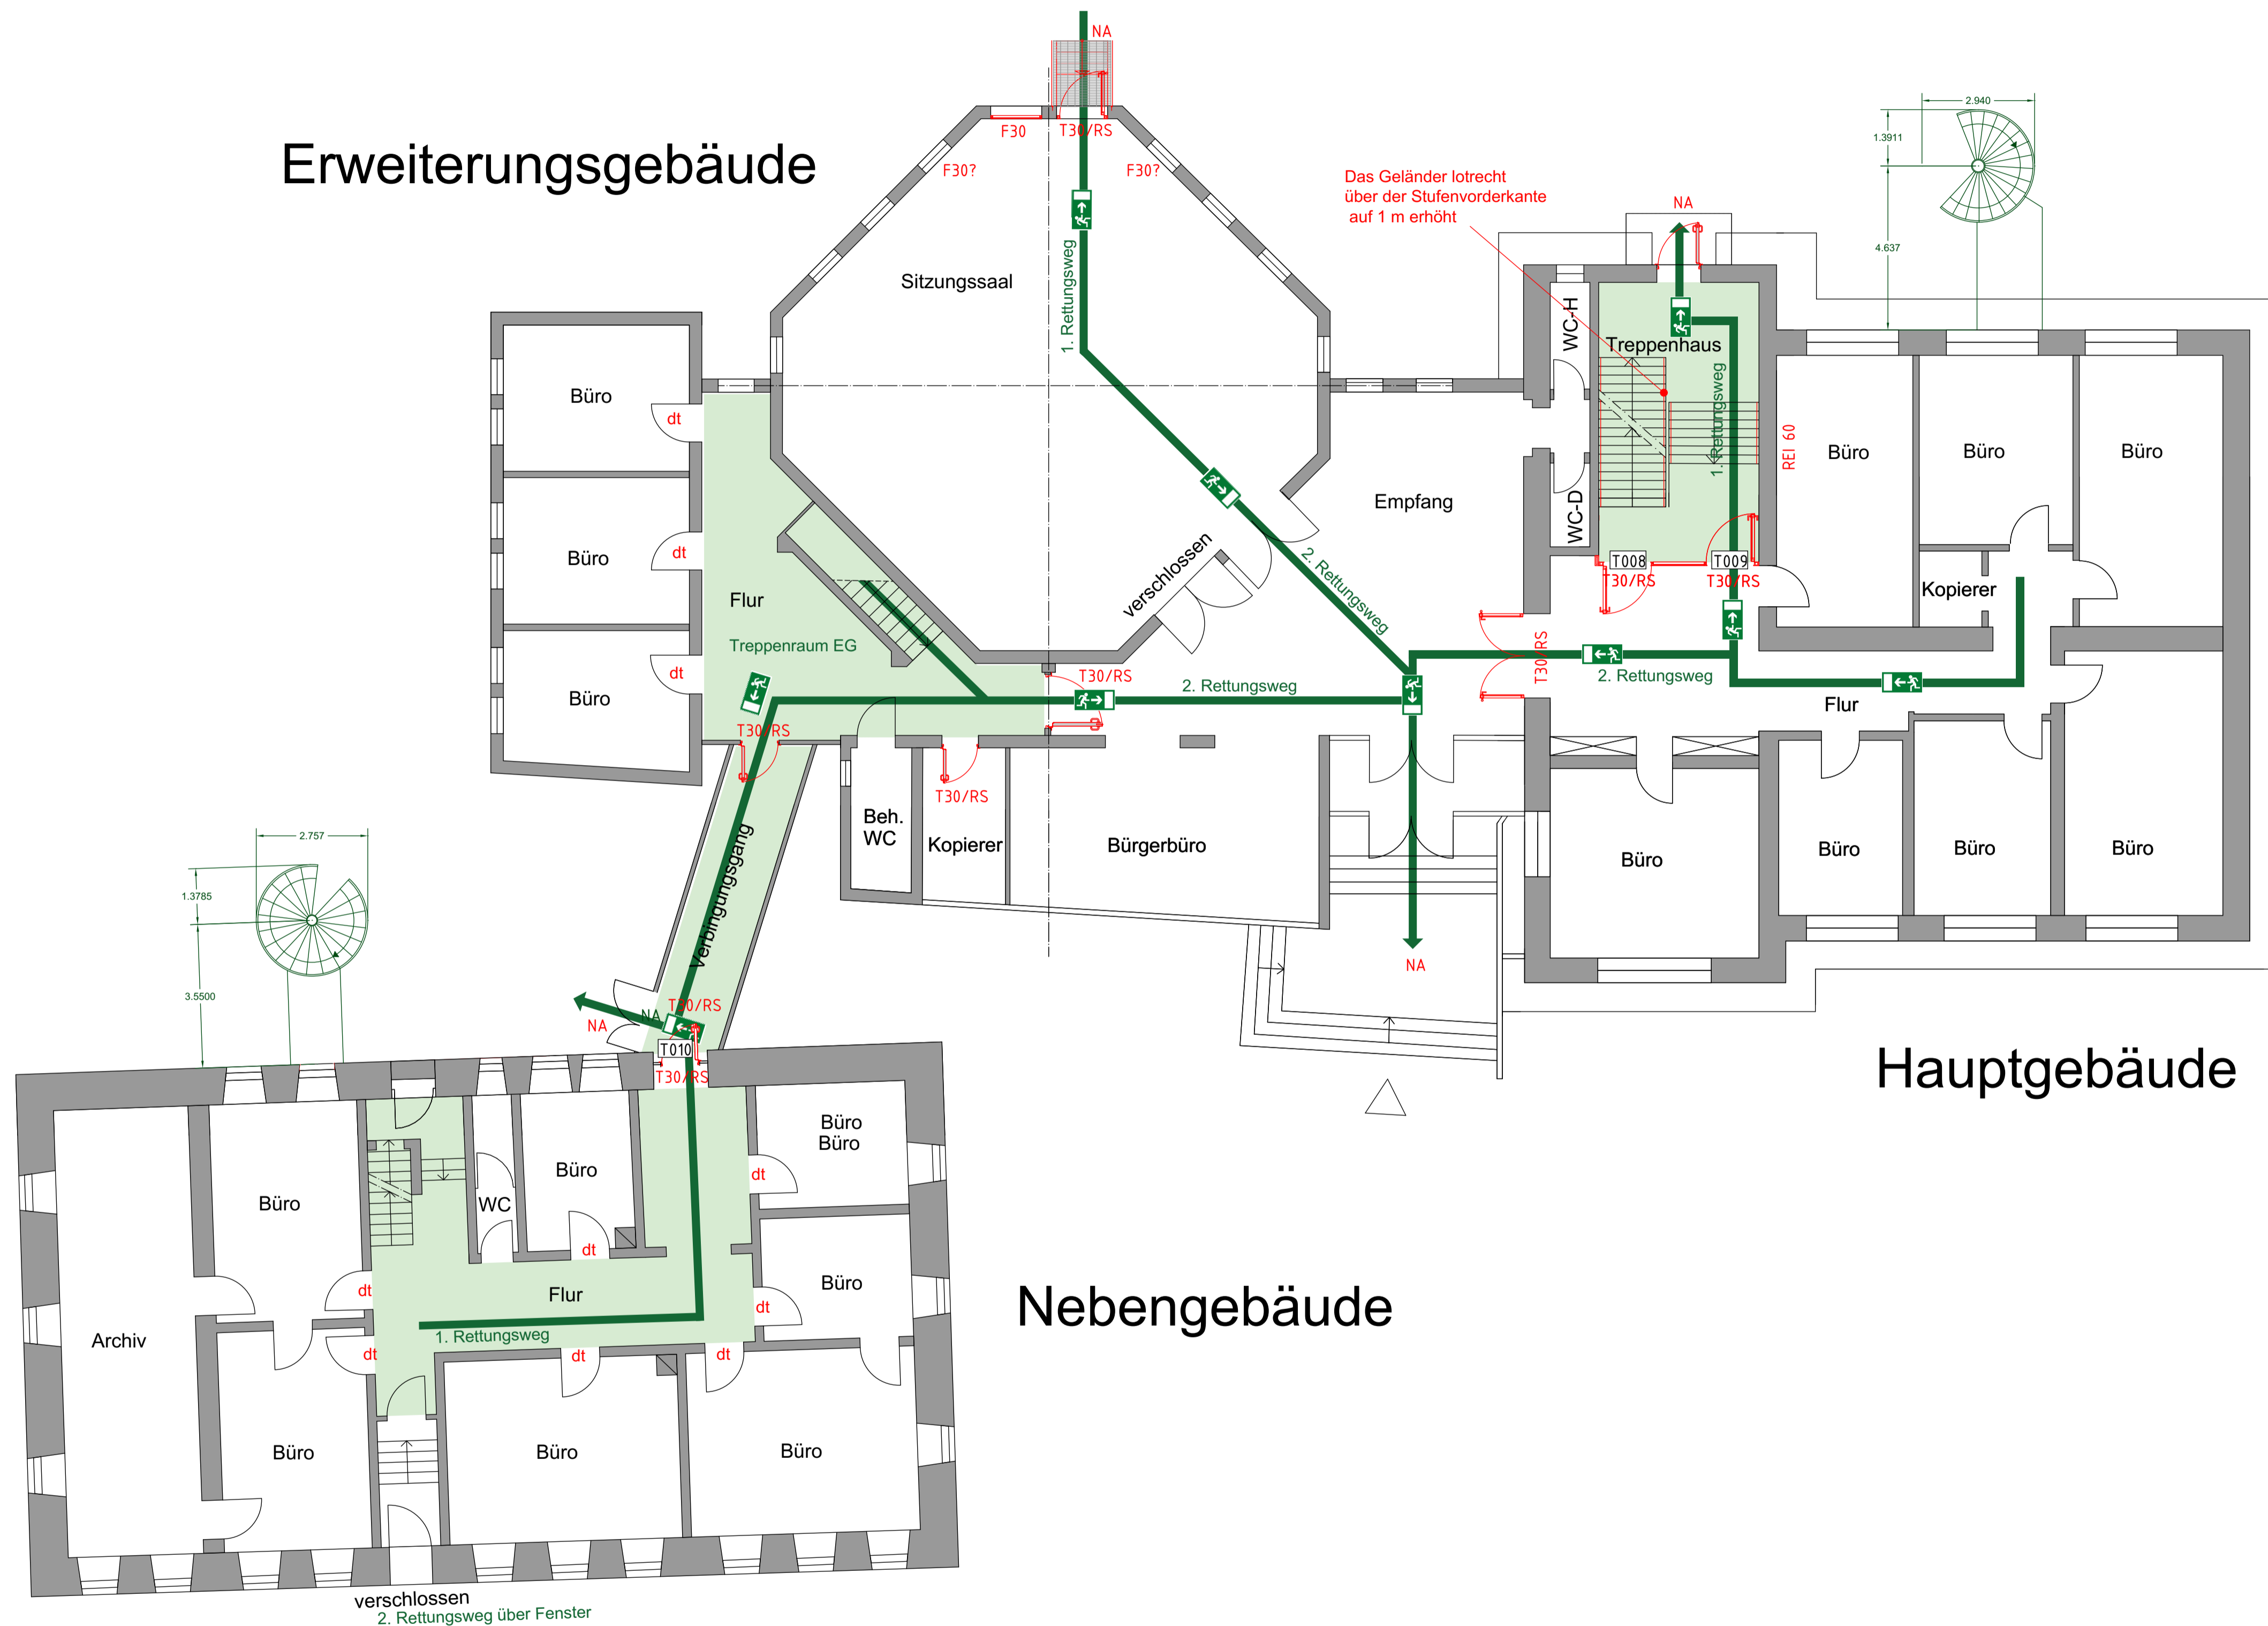 NA
2.940
1.3911
4.637
F30
T30/RS
F30?
F30?
Erweiterungsgebäude
Das Geländer lotrecht
über der Stufenvorderkante
auf 1 m erhöht
NA
Sitzungssaal
1. Rettungsweg
WC-H
Treppenhaus
1. Rettungsweg
REI 60
Büro
dt
Büro
Büro
Büro
Empfang
WC-D
verschlossen
2. Rettungsweg
T008
T30/RS
T009
T30/RS
Büro
dt
Kopierer
Flur
Treppenraum EG
T30/RS
T30/RS
2. Rettungsweg
2. Rettungsweg
Büro
dt
Flur
T30/RS
T30/RS
Beh.
WC
Kopierer
Bürgerbüro
Büro
Büro
Büro
Büro
Verbingungsgang
2.757
1.3785
3.5500
NA
NA
NA
T30/RS
T010
T30/RS
Hauptgebäude
Büro
Büro
dt
Büro
Büro
WC
dt
Büro
dt
dt
Flur
Nebengebäude
1. Rettungsweg
Archiv
dt
dt
dt
Büro
Büro
Büro
verschlossen
2. Rettungsweg über Fenster